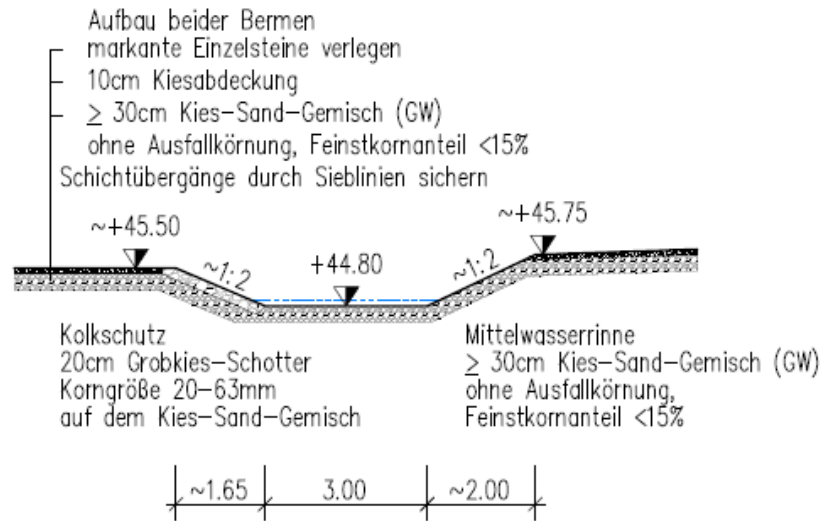 Aufbau beider Bermen
markante Einzelsteine verlegen
10cm Kiesabdeckung
≥ 30cm Kies-Sand-Gemisch (GW)
ohne Ausfallkörnung, Feinstkornanteil <15%
Schichtübergänge durch Sieblinien sichern
~+45.50
~+45.75
~1:2
+44.80
~1:2
Kolkschutz
20cm Grobkies-Schotter
Korngröße 20-63mm
auf dem Kies-Sand-Gemisch
Mittelwasserrinne
≥ 30cm Kies-Sand-Gemisch (GW)
ohne Ausfallkörnung,
Feinstkornanteil <15%
~1.65
3.00
~2.00